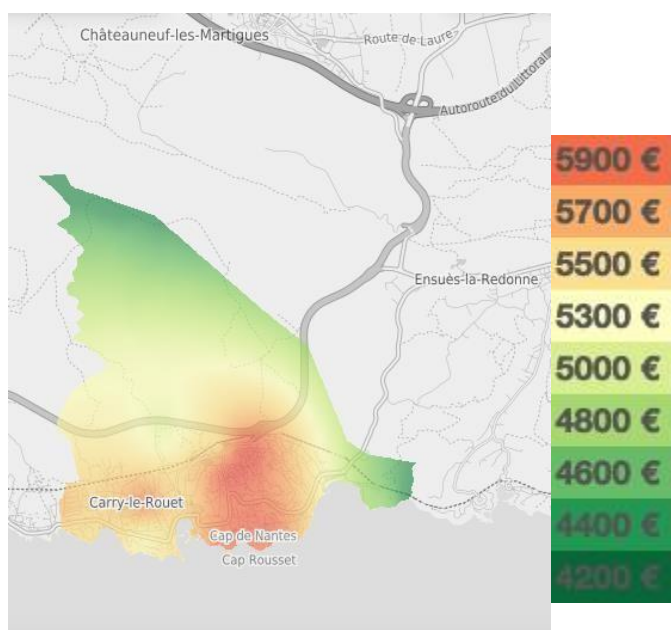 Châteauneuf-les-Martigues
Route de Laure
Autoroute du Littoral
Ensuès-la-Redonne
Carry-le-Rouet
Cap de Nantes
Cap Rousset
5900 €
5700 €
5500 €
5300 €
5000 €
4800 €
4600 €
4400 €
4200 €